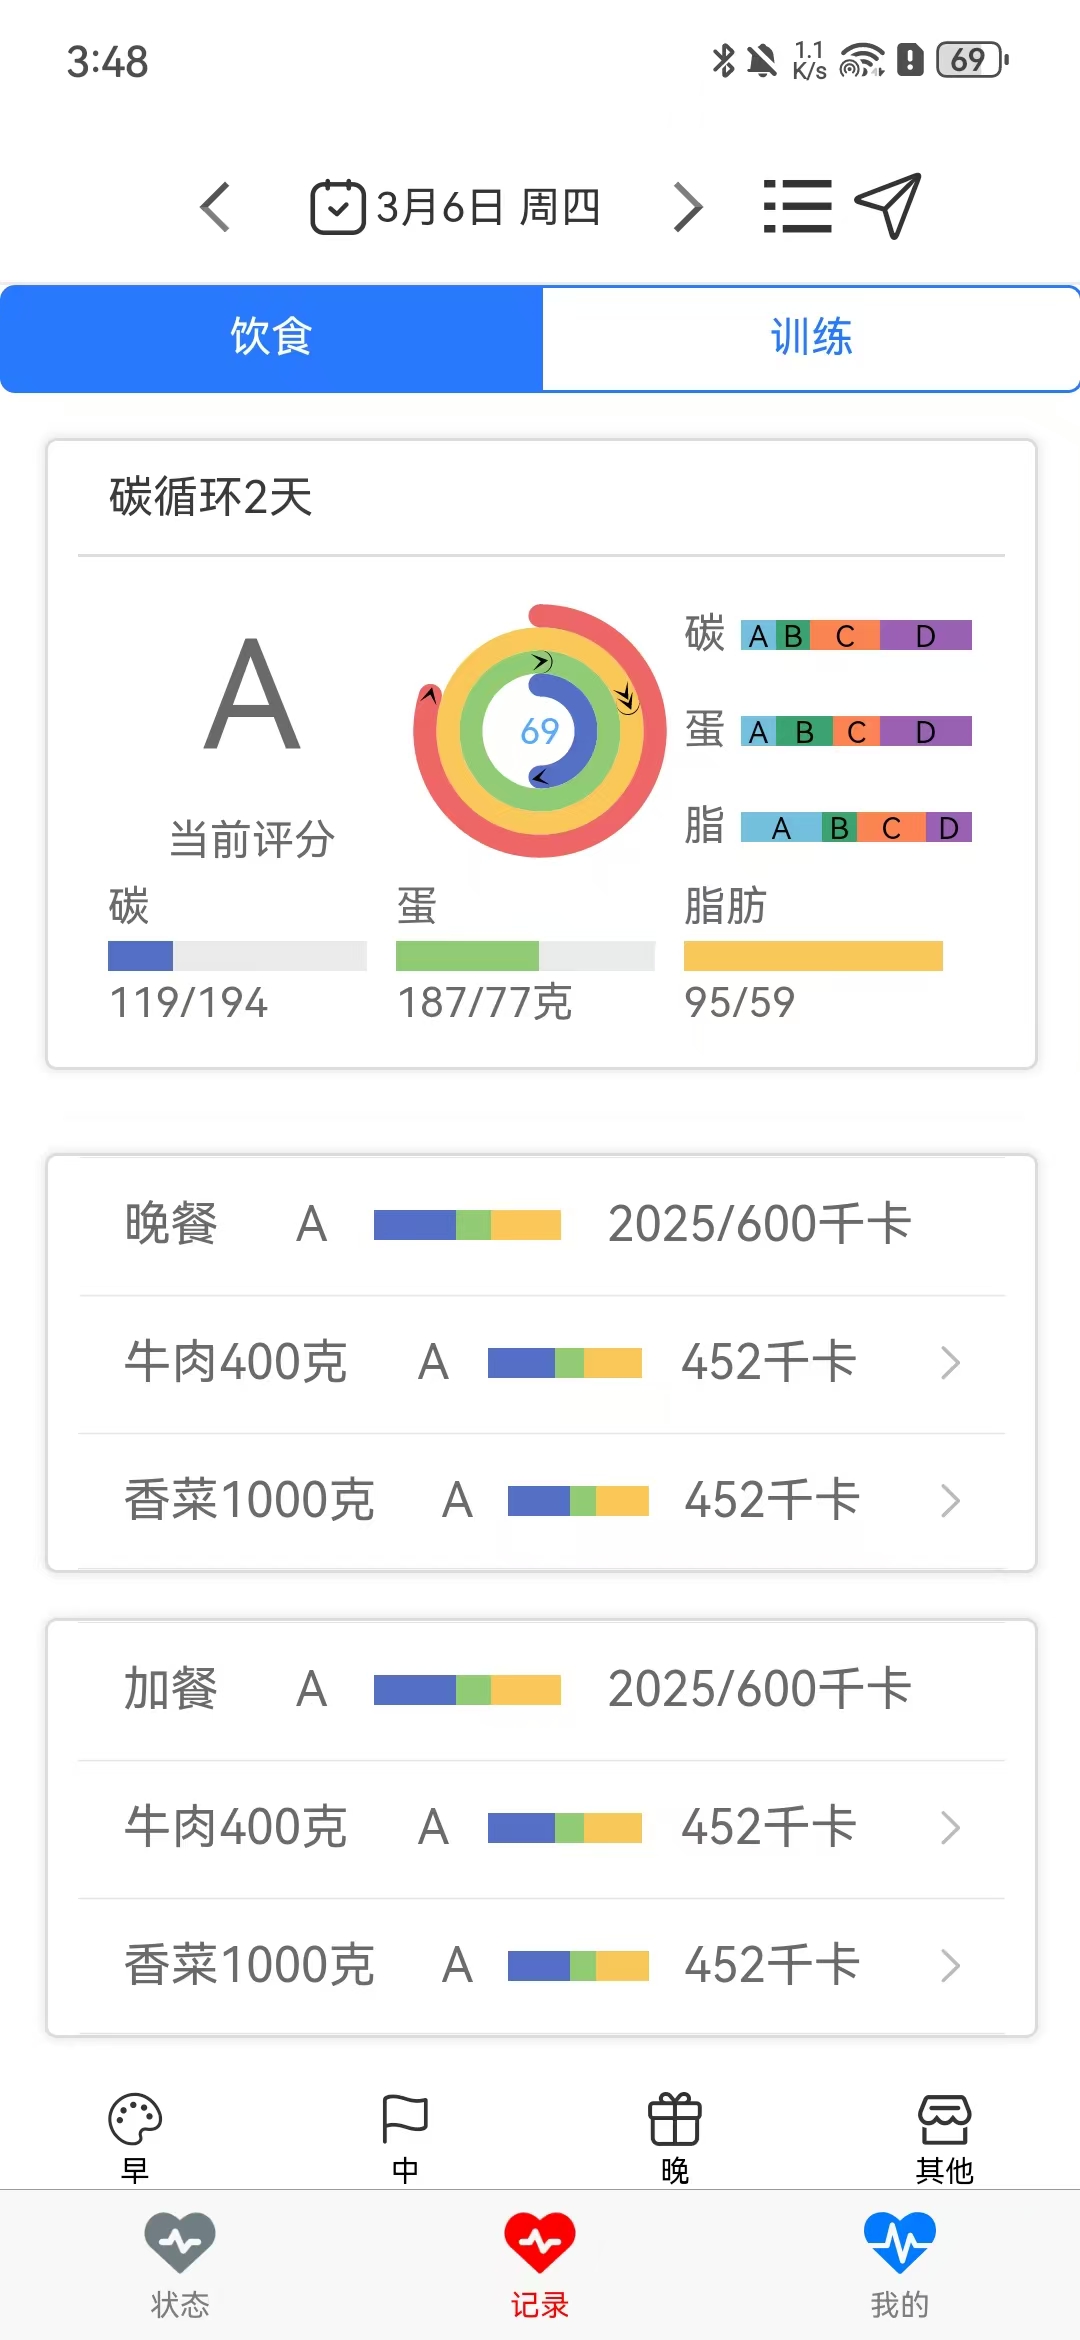 3:48
1.1 K/s
69
3月6日 周四
饮食 训练
碳循环2天
A
当前评分
69
碳 A B C D
蛋 A B C D
脂 A B C D
碳 蛋 脂肪
119/194 187/77克 95/59
晚餐 A 2025/600千卡
牛肉400克 A 452千卡
香菜1000克 A 452千卡
加餐 A 2025/600千卡
牛肉400克 A 452千卡
香菜1000克 A 452千卡
早 中 晚 其他
状态 记录 我的